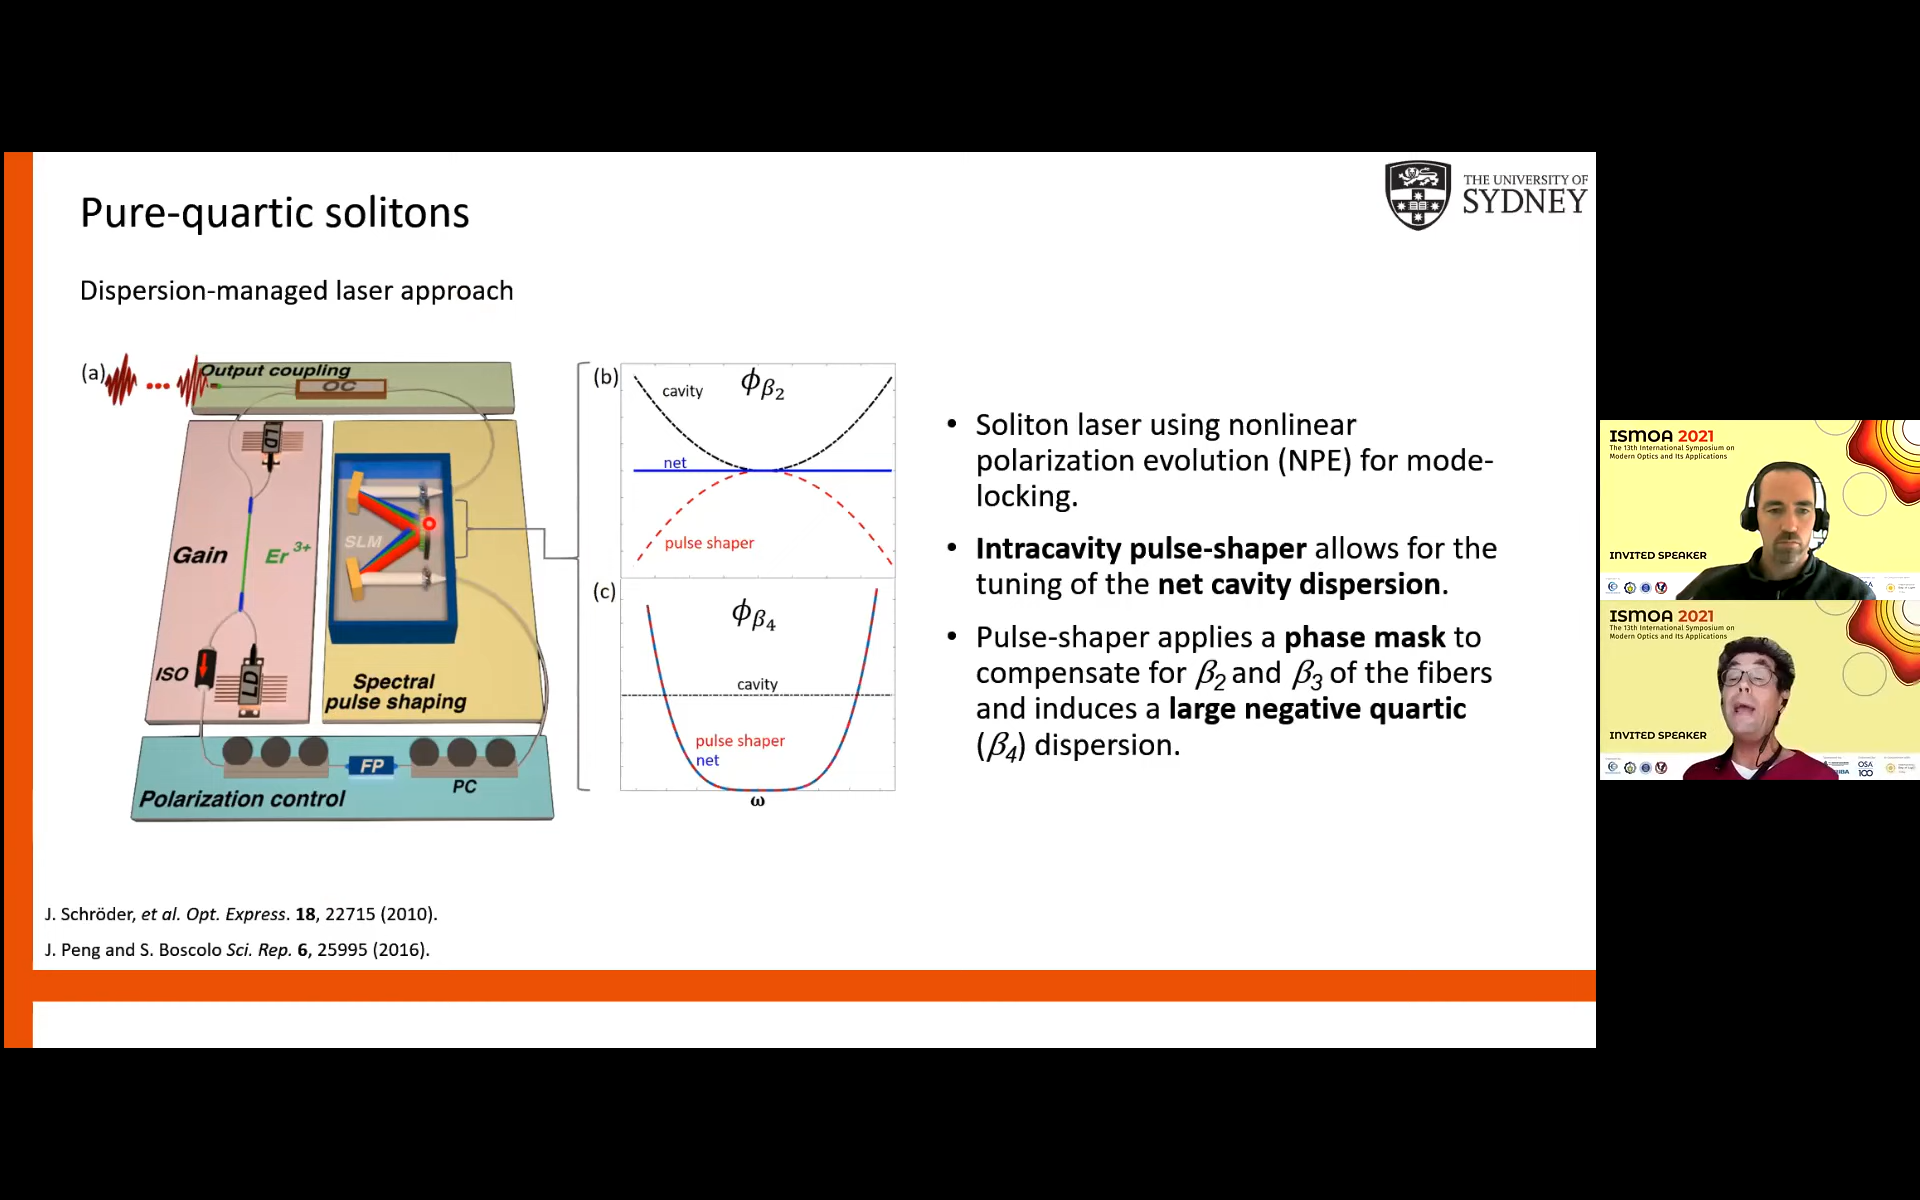 THE UNIVERSITY OF
SYDNEY
Pure-quartic solitons
Dispersion-managed laser approach
(a)
Output coupling
OC
LD
Gain
Er 3+
SLM
ISO
LD
Spectral
pulse shaping
FP
PC
Polarization control
(b)
cavity
ϕβ2
net
pulse shaper
(c)
ϕβ4
cavity
pulse shaper
net
ω
• Soliton laser using nonlinear
polarization evolution (NPE) for mode-
locking.
• Intracavity pulse-shaper allows for the
tuning of the net cavity dispersion.
• Pulse-shaper applies a phase mask to
compensate for β2 and β3 of the fibers
and induces a large negative quartic
(β4) dispersion.
J. Schröder, et al. Opt. Express. 18, 22715 (2010).
J. Peng and S. Boscolo Sci. Rep. 6, 25995 (2016).
ISMOA 2021
The 13th International Symposium on
Modern Optics and Its Applications
INVITED SPEAKER
ISMOA 2021
The 13th International Symposium on
Modern Optics and Its Applications
INVITED SPEAKER
OSA
100